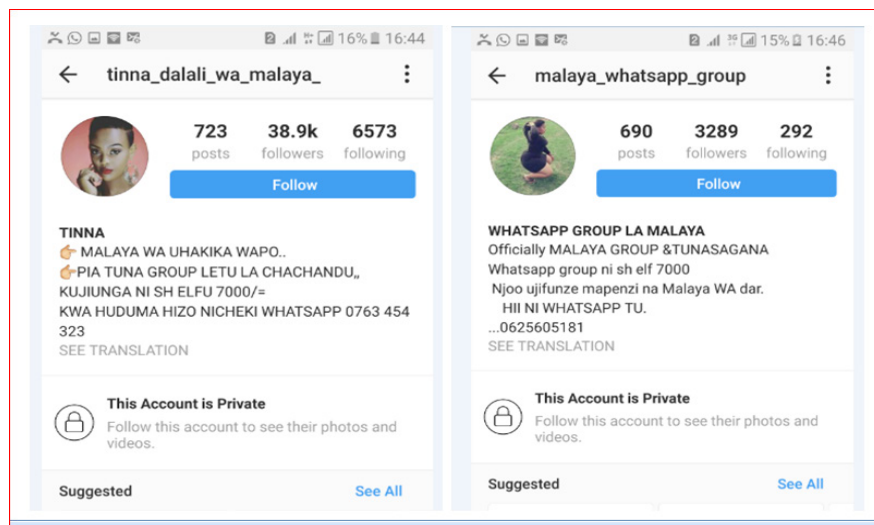 16% 16:44
tinna_dalali_wa_malaya_
723 38.9k 6573
posts followers following
Follow
TINNA
👉 MALAYA WA UHAKIKA WAPO..
👉PIA TUNA GROUP LETU LA CHACHANDU,,
KUJIUNGA NI SH ELFU 7000/=
KWA HUDUMA HIZO NICHEKI WHATSAPP 0763 454
323
SEE TRANSLATION
This Account is Private
Follow this account to see their photos and
videos.
Suggested See All
15% 16:46
malaya_whatsapp_group
690 3289 292
posts followers following
Follow
WHATSAPP GROUP LA MALAYA
Officially MALAYA GROUP &TUNASAGANA
Whatsapp group ni sh elf 7000
Njoo ujifunze mapenzi na Malaya WA dar.
HII NI WHATSAPP TU.
...0625605181
SEE TRANSLATION
This Account is Private
Follow this account to see their photos and
videos.
Suggested See All